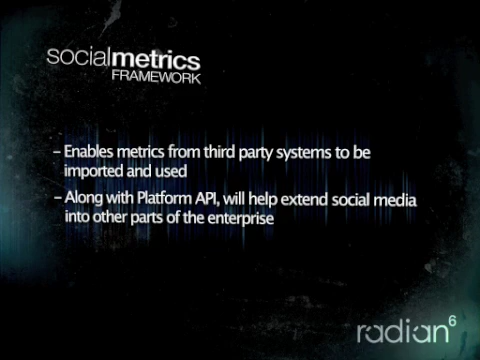 socialmetrics
FRAMEWORK
– Enables metrics from third party systems to be
imported and used
– Along with Platform API, will help extend social media
into other parts of the enterprise
radian6